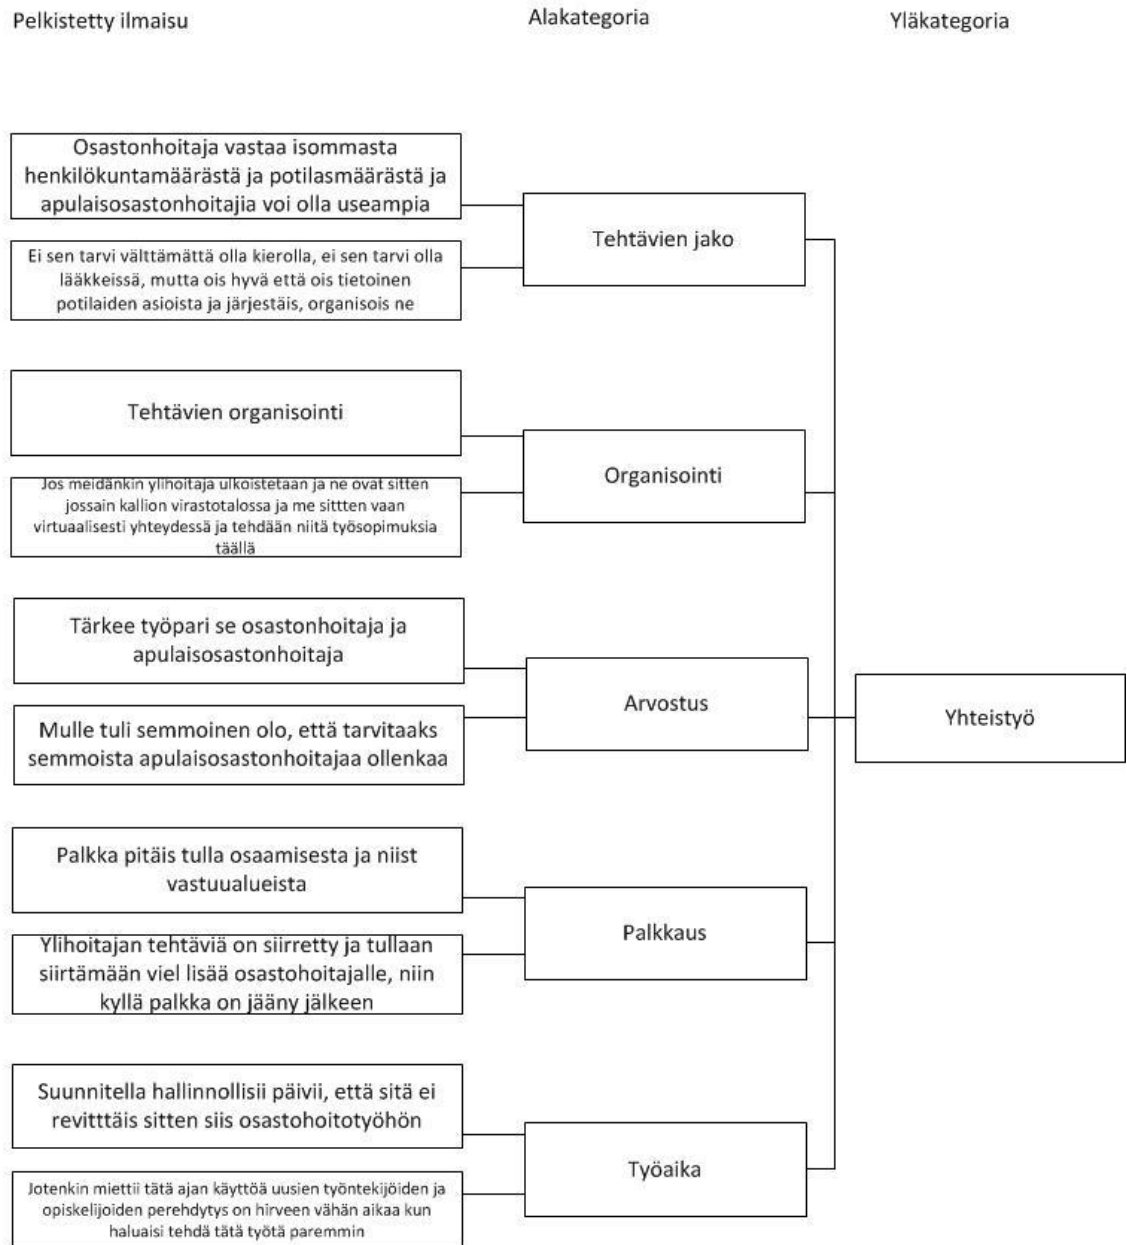 Pelkistetty ilmaisu
Alakategoria
Yläkategoria
Osastonhoitaja vastaa isommasta
henkilökuntamäärästä ja potilasmäärästä ja
apulaisosastonhoitajia voi olla useampia
Ei sen tarvi välttämättä olla kierolla, ei sen tarvi olla
lääkkeissä, mutta ois hyvä että ois tietoinen
potilaiden asioista ja järjestäis, organisois ne
Tehtävien jako
Tehtävien organisointi
Jos meidänkin ylihoitaja ulkoistetaan ja ne ovat sitten
jossain kallion virastotalossa ja me sittten vaan
virtuaalisesti yhteydessä ja tehdään niitä työsopimuksia
täällä
Organisointi
Tärkee työpari se osastonhoitaja ja
apulaisosastonhoitaja
Mulle tuli semmoinen olo, että tarvitaaks
semmoista apulaisosastonhoitajaa ollenkaa
Arvostus
Yhteistyö
Palkka pitäis tulla osaamisesta ja niist
vastuualueista
Ylihoitajan tehtäviä on siirretty ja tullaan
siirtämään viel lisää osastohoitajalle, niin
kyllä palkka on jääny jälkeen
Palkkaus
Suunnitella hallinnollisii päivii, että sitä ei
revitttäis sitten siis osastohoitotyöhön
Jotenkin miettii tätä ajan käyttöä uusien työntekijöiden ja
opiskelijoiden perehdytys on hirveen vähän aikaa kun
haluaisi tehdä tätä työtä paremmin
Työaika